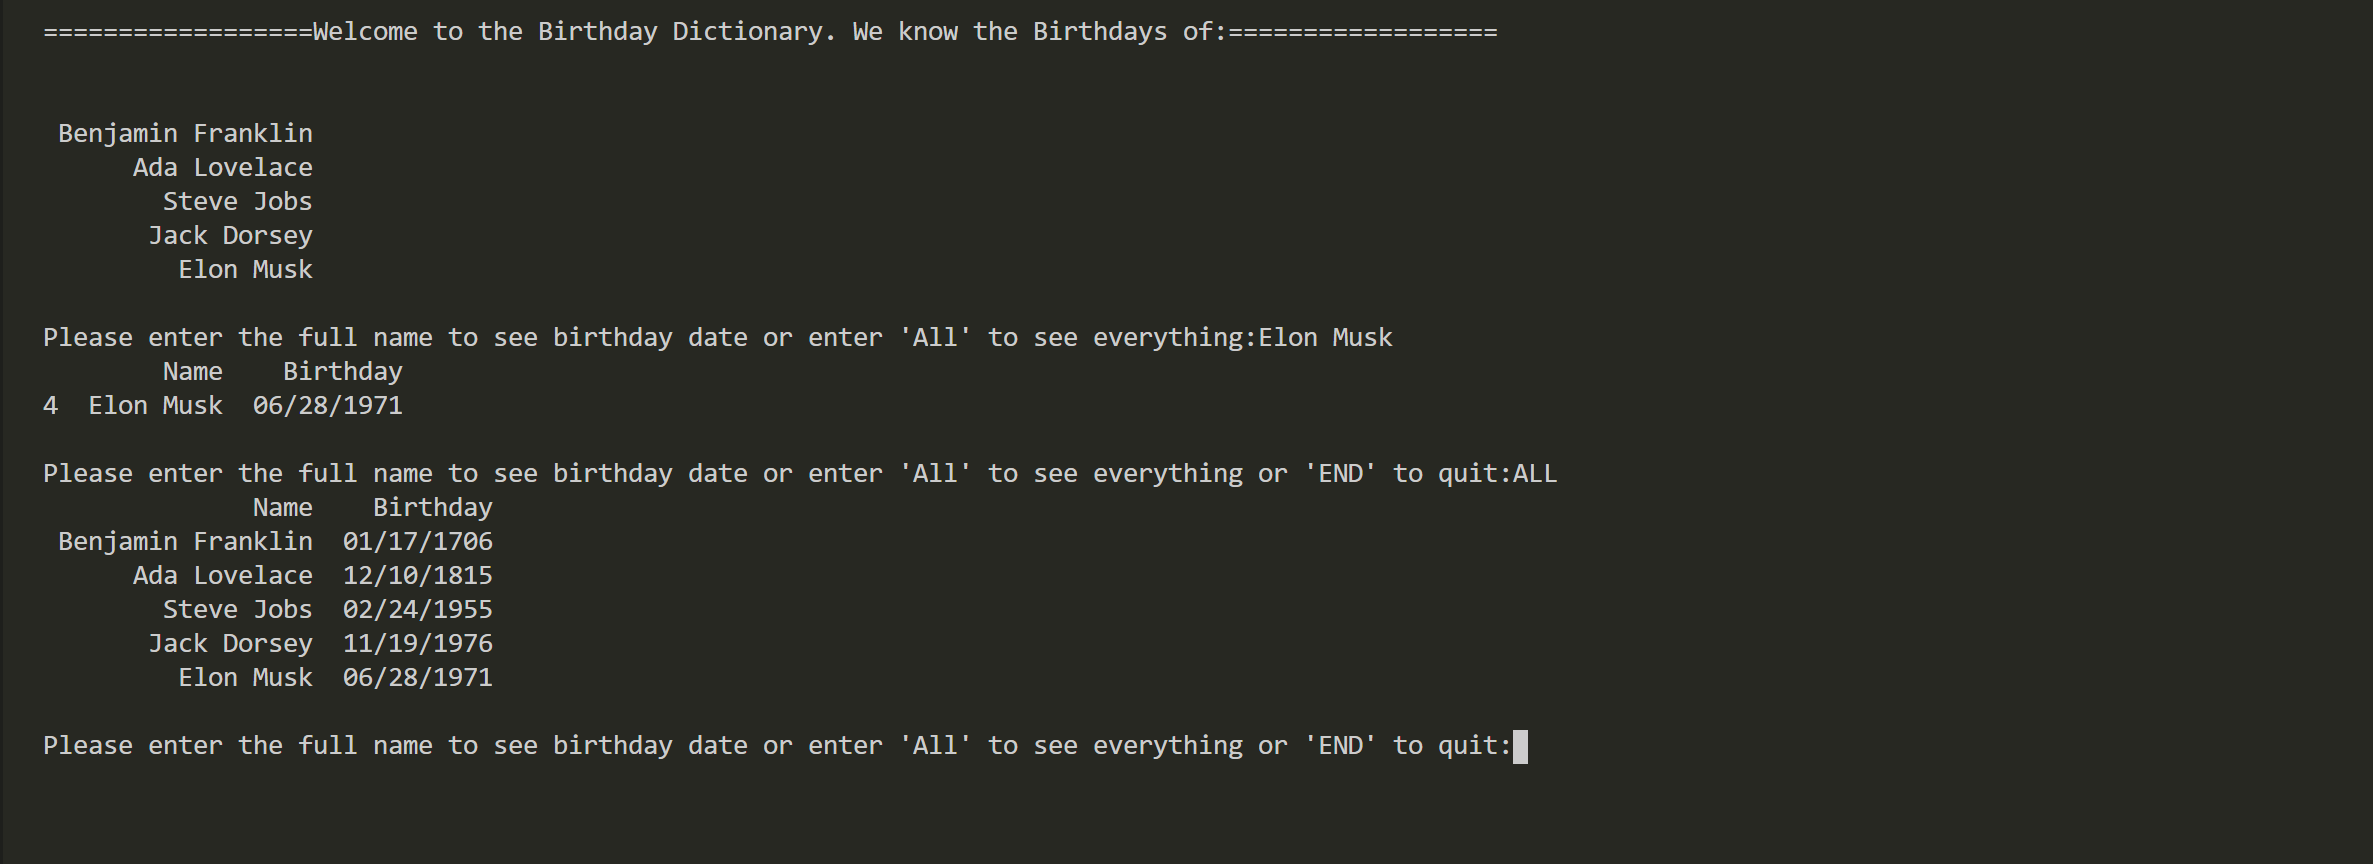 ==================Welcome to the Birthday Dictionary. We know the Birthdays of:==================
Benjamin Franklin
Ada Lovelace
Steve Jobs
Jack Dorsey
Elon Musk
Please enter the full name to see birthday date or enter 'All' to see everything:Elon Musk
Name    Birthday
4  Elon Musk  06/28/1971
Please enter the full name to see birthday date or enter 'All' to see everything or 'END' to quit:ALL
Name    Birthday
Benjamin Franklin  01/17/1706
Ada Lovelace  12/10/1815
Steve Jobs  02/24/1955
Jack Dorsey  11/19/1976
Elon Musk  06/28/1971
Please enter the full name to see birthday date or enter 'All' to see everything or 'END' to quit: